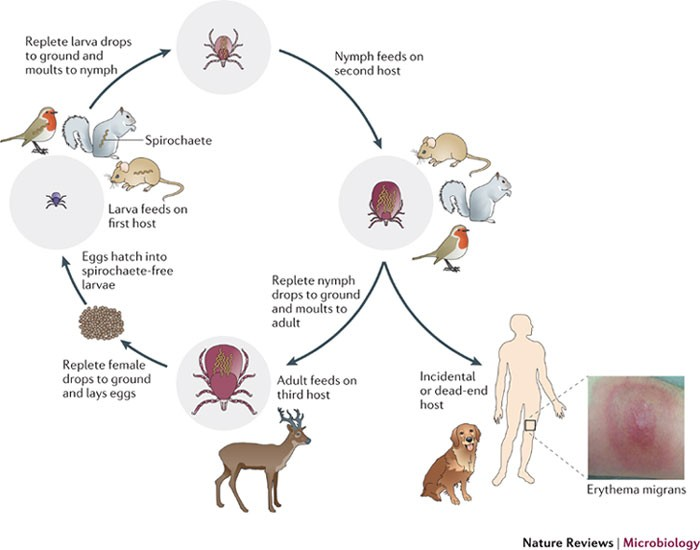 Replete larva drops
to ground and
moults to nymph
Nymph feeds on
second host
Spirochaete
Larva feeds on
first host
Eggs hatch into
spirochaete-free
larvae
Replete nymph
drops to ground
and moults to
adult
Replete female
drops to ground
and lays eggs
Adult feeds on
third host
Incidental
or dead-end
host
Erythema migrans
Nature Reviews | Microbiology